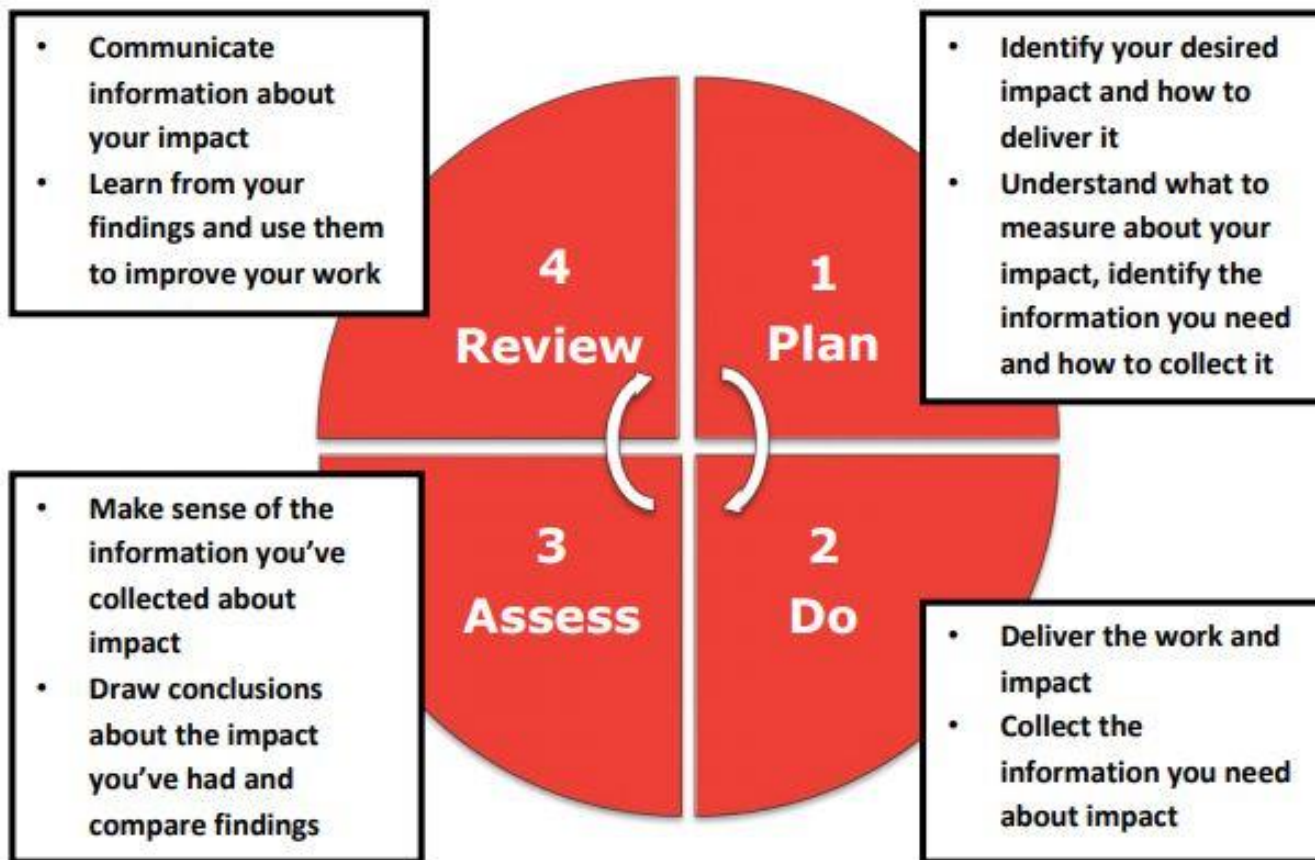 • Communicate
information about
your impact
• Learn from your
findings and use them
to improve your work
• Identify your desired
impact and how to
deliver it
• Understand what to
measure about your
impact, identify the
information you need
and how to collect it
4
Review
1
Plan
3
Assess
2
Do
• Make sense of the
information you’ve
collected about
impact
• Draw conclusions
about the impact
you’ve had and
compare findings
• Deliver the work and
impact
• Collect the
information you need
about impact